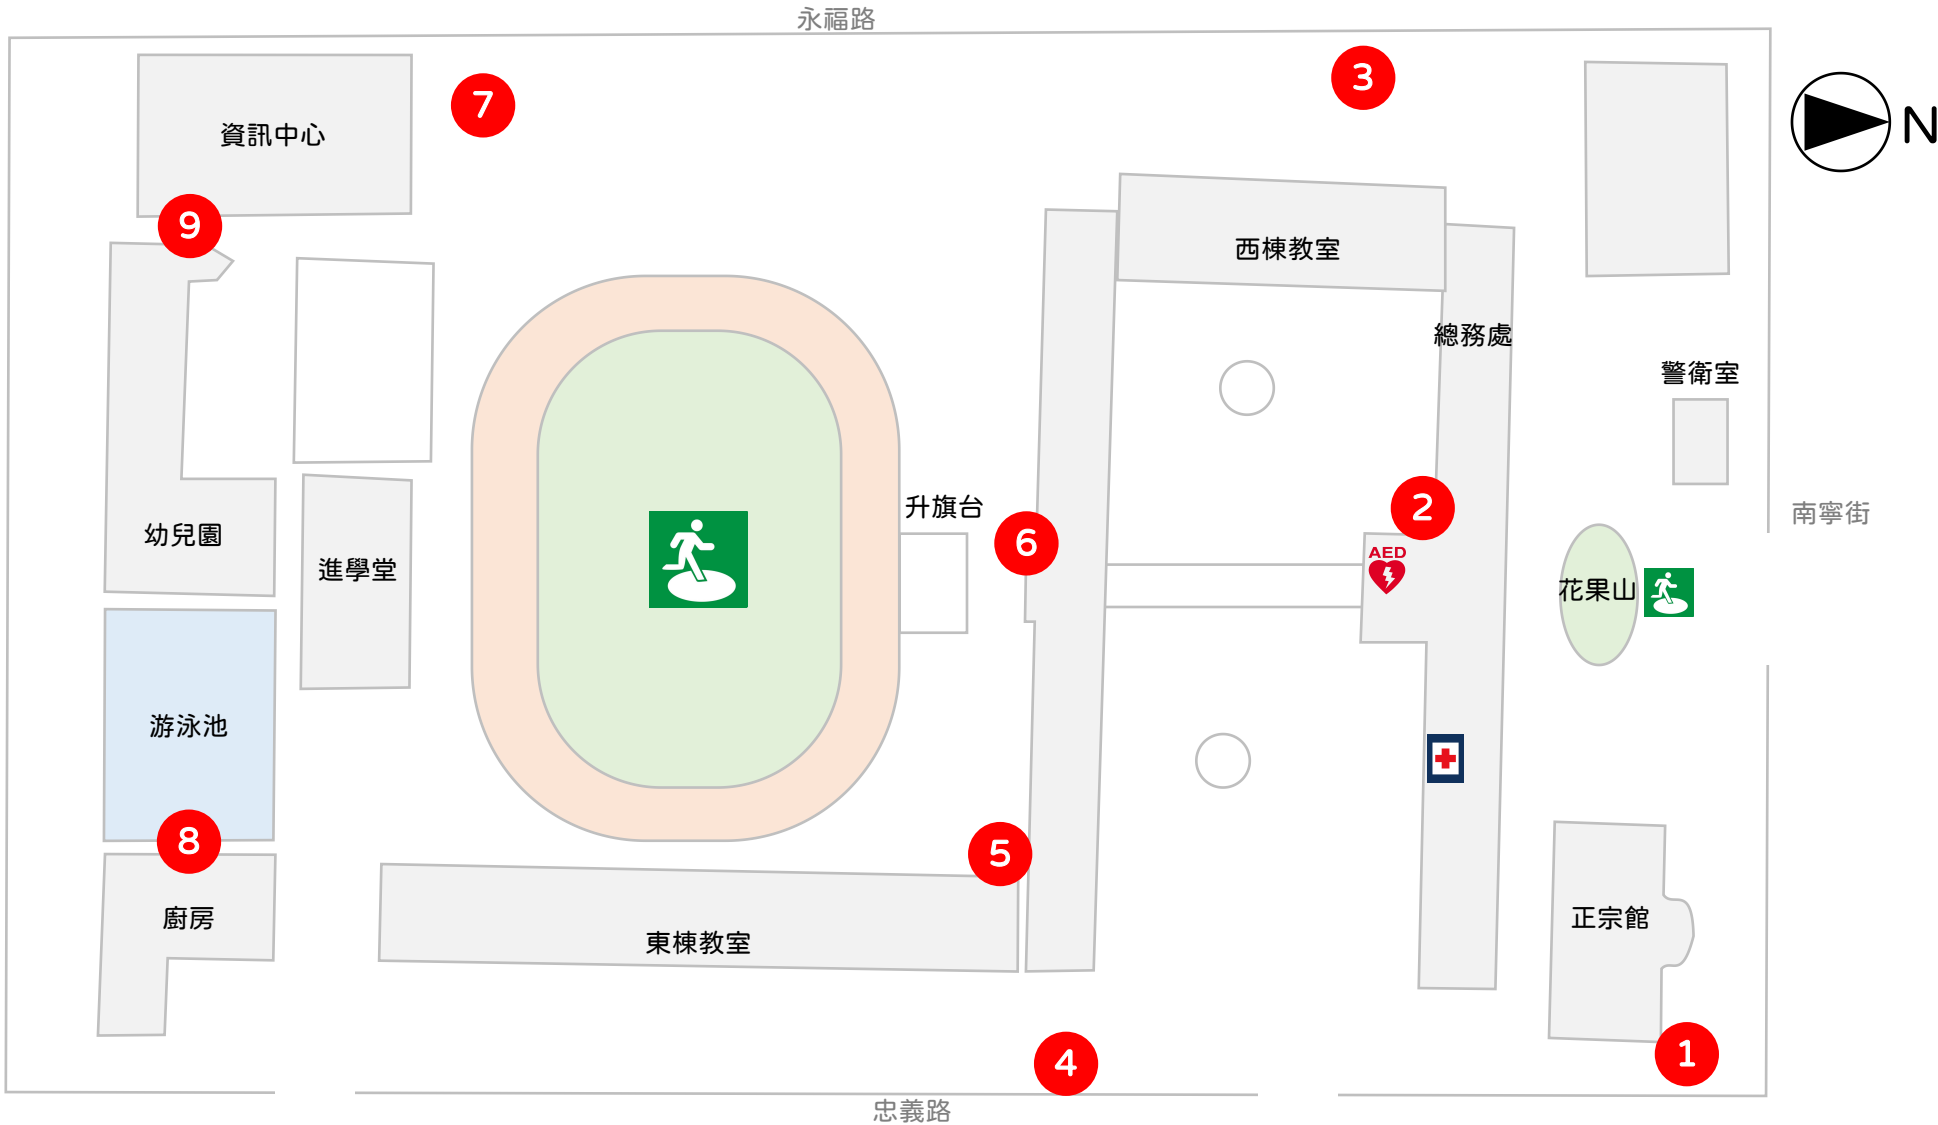 永福路
3
7
N
資訊中心
9
西棟教室
總務處
警衛室
升旗台
2
南寧街
幼兒園
6
AED
進學堂
花果山
游泳池
8
5
廚房
東棟教室
正宗館
4
1
忠義路